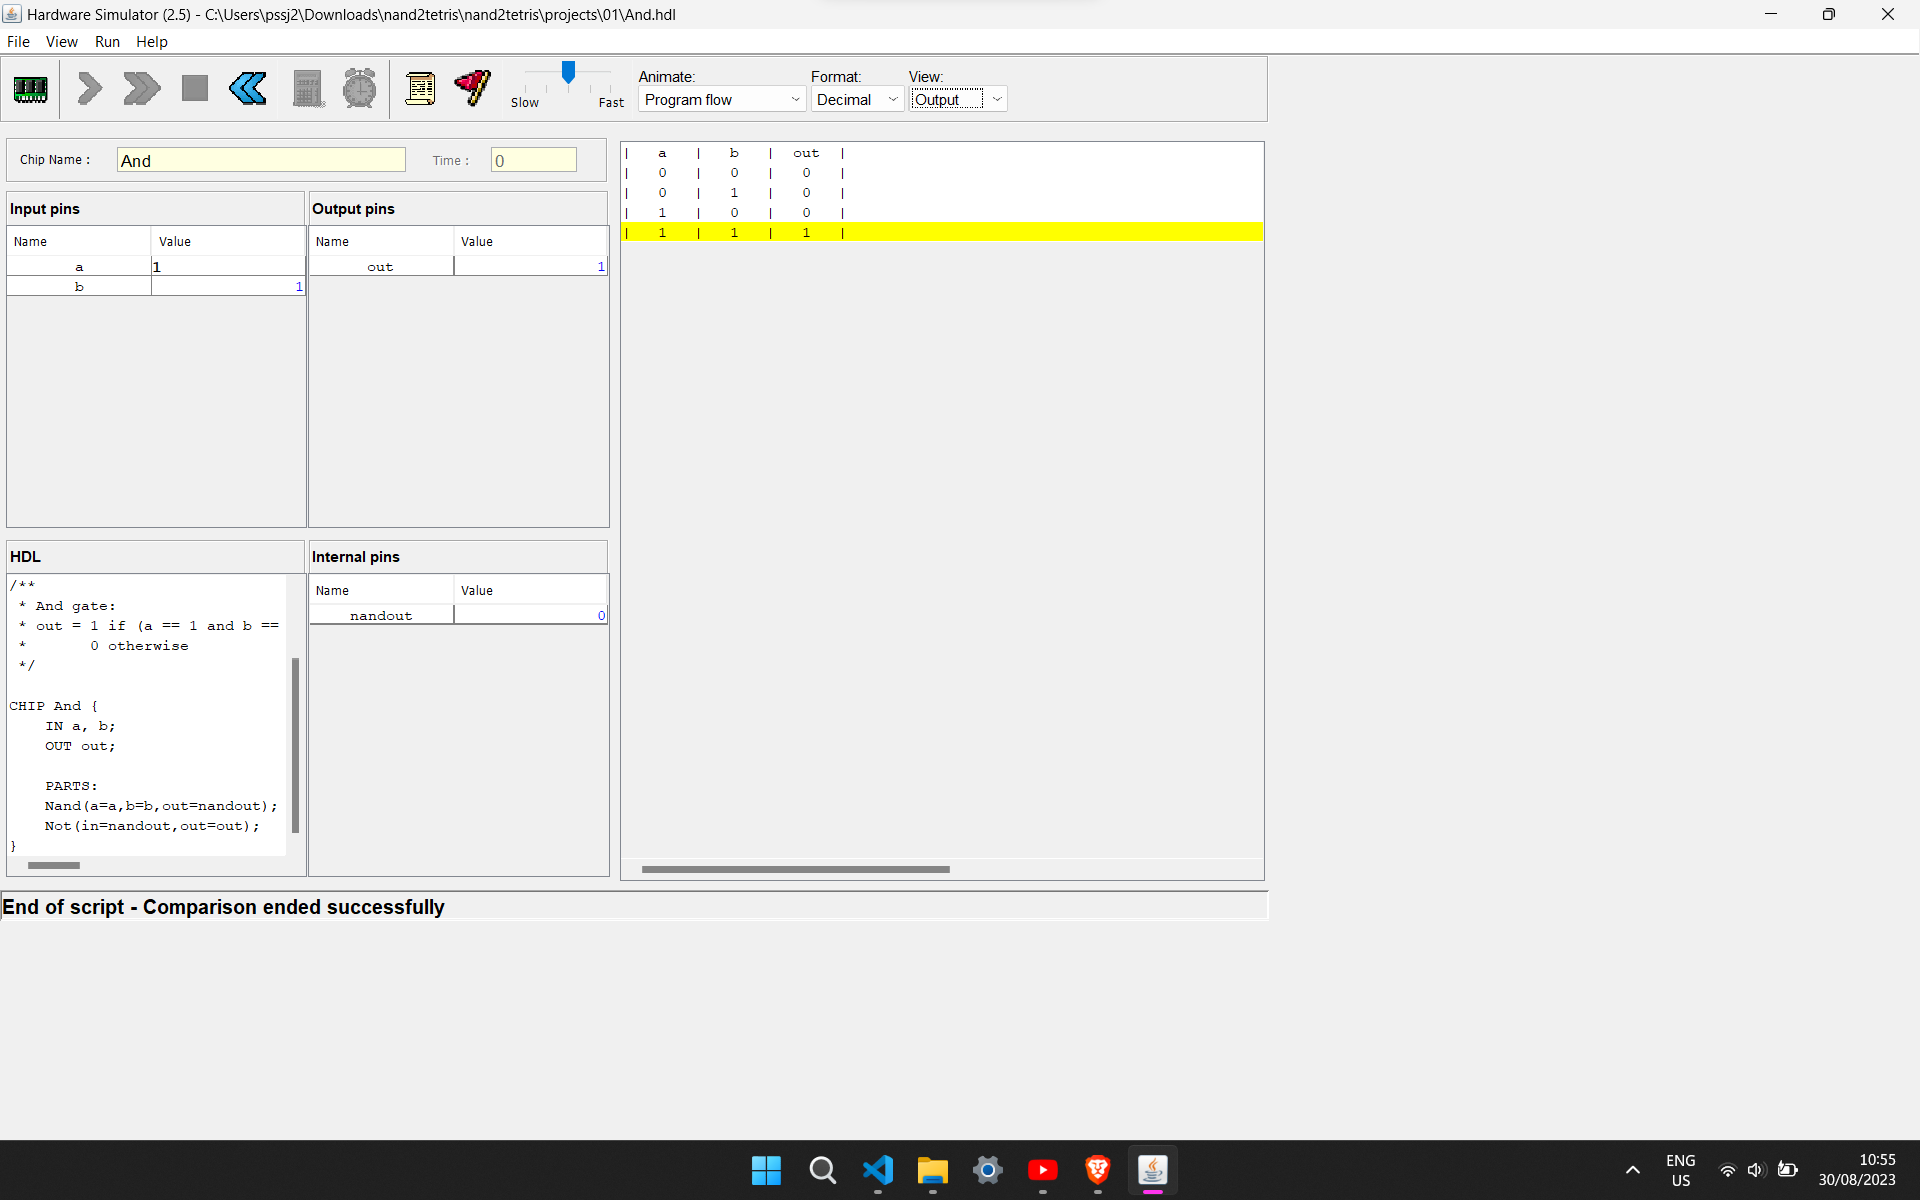 Hardware Simulator (2.5) - C:\Users\pssj2\Downloads\nand2tetris\nand2tetris\projects\01\And.hdl
File View Run Help
Animate: Format: View:
Slow Fast Program flow Decimal Output
Chip Name : And Time : 0
Input pins Output pins
Name Value Name Value
a 1 out 1
b 1
| a | b | out |
| 0 | 0 | 0 |
| 0 | 1 | 0 |
| 1 | 0 | 0 |
| 1 | 1 | 1 |
HDL
/**
* And gate:
* out = 1 if (a == 1 and b ==
* 0 otherwise
*/
CHIP And {
IN a, b;
OUT out;
PARTS:
Nand(a=a,b=b,out=nandout);
Not(in=nandout,out=out);
}
Internal pins
Name Value
nandout 0
End of script - Comparison ended successfully
ENG
US
10:55
30/08/2023